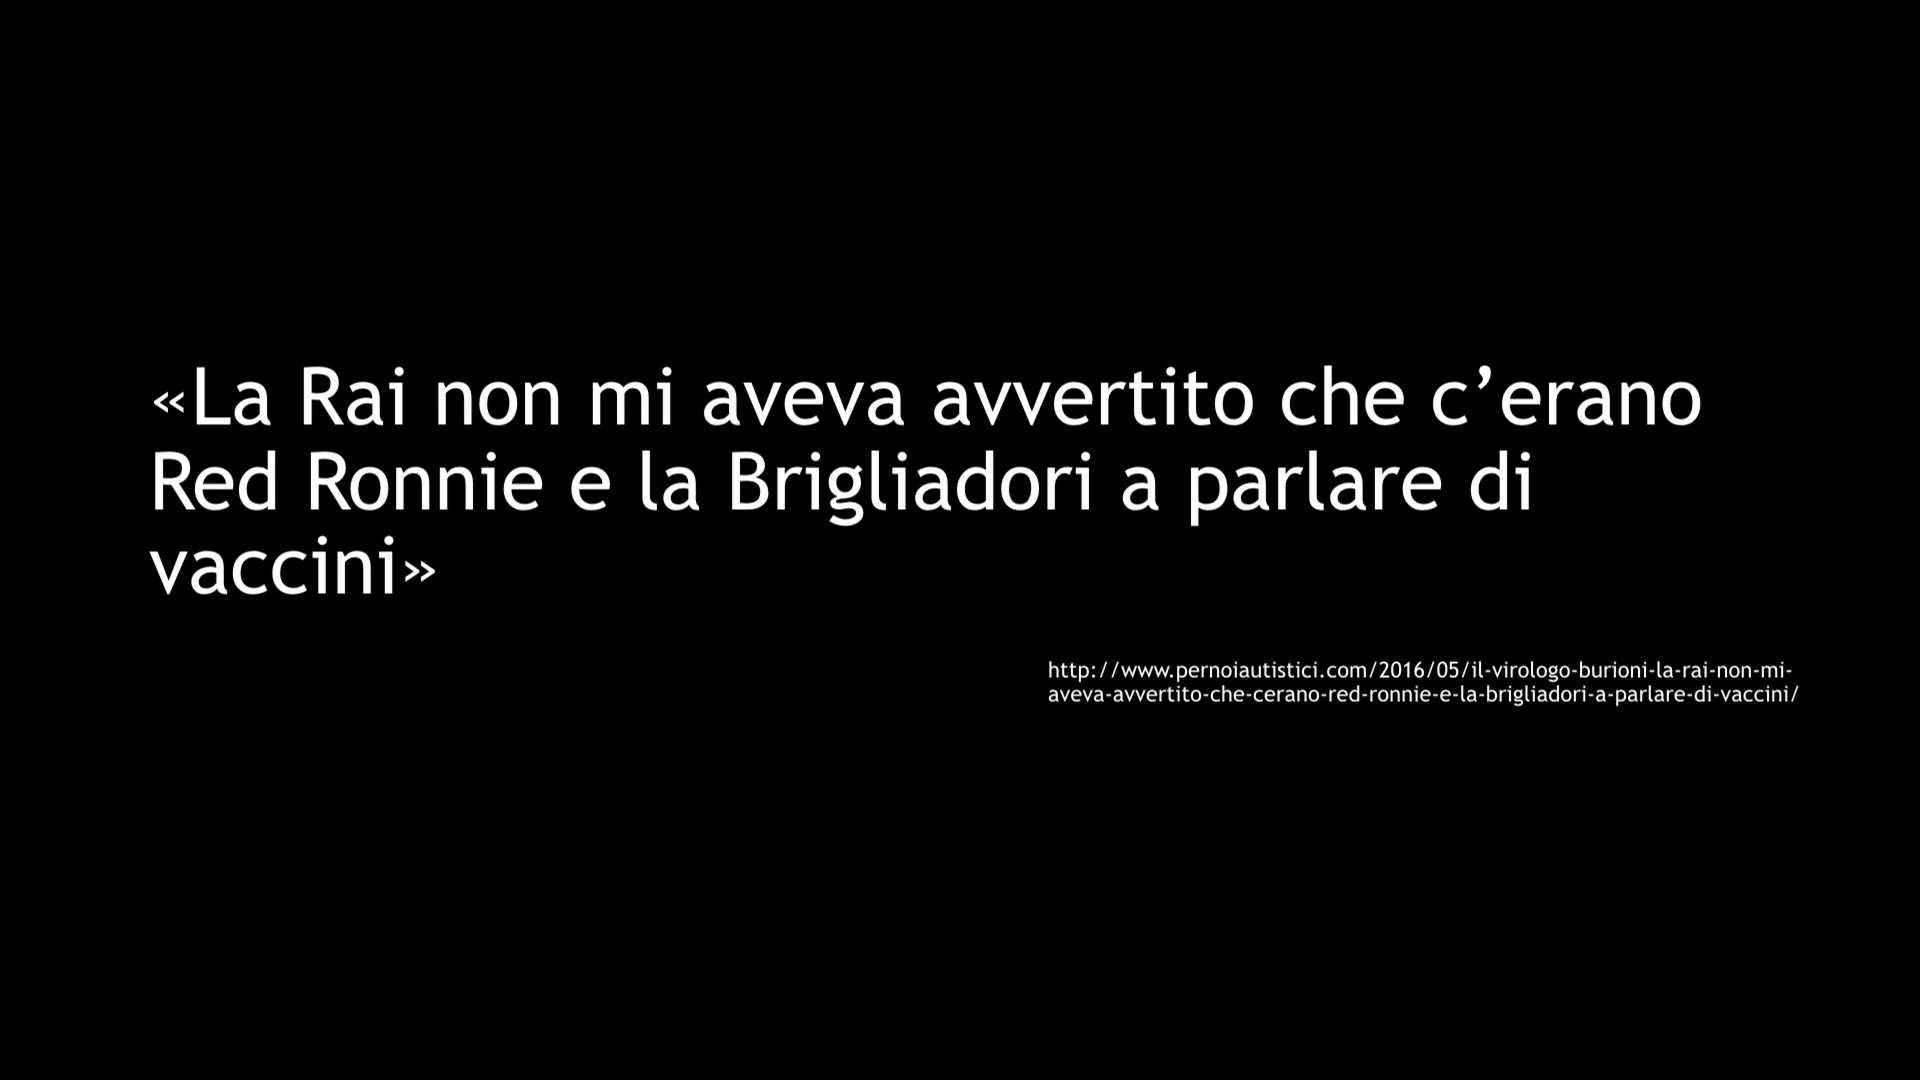 «La Rai non mi aveva avvertito che c’erano
Red Ronnie e la Brigliadori a parlare di
vaccini»
http://www.pernoiautistici.com/2016/05/il-virologo-burioni-la-rai-non-mi-
aveva-avvertito-che-cerano-red-ronnie-e-la-brigliadori-a-parlare-di-vaccini/